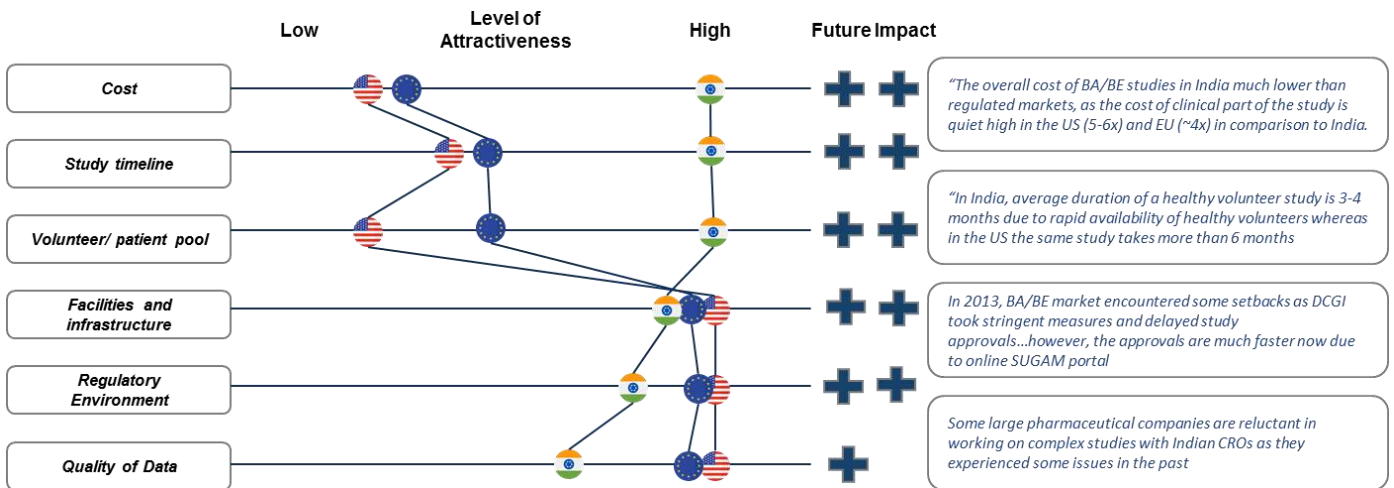 Low
Level of
Attractiveness
High
Future Impact
Cost
"The overall cost of BA/BE studies in India much lower than
regulated markets, as the cost of clinical part of the study is
quiet high in the US (5-6x) and EU (~4x) in comparison to India.
Study timeline
"In India, average duration of a healthy volunteer study is 3-4
months due to rapid availability of healthy volunteers whereas
in the US the same study takes more than 6 months
Volunteer/ patient pool
Facilities and
infrastructure
In 2013, BA/BE market encountered some setbacks as DCGI
took stringent measures and delayed study
approvals...however, the approvals are much faster now due
to online SUGAM portal
Regulatory
Environment
Some large pharmaceutical companies are reluctant in
working on complex studies with Indian CROs as they
experienced some issues in the past
Quality of Data